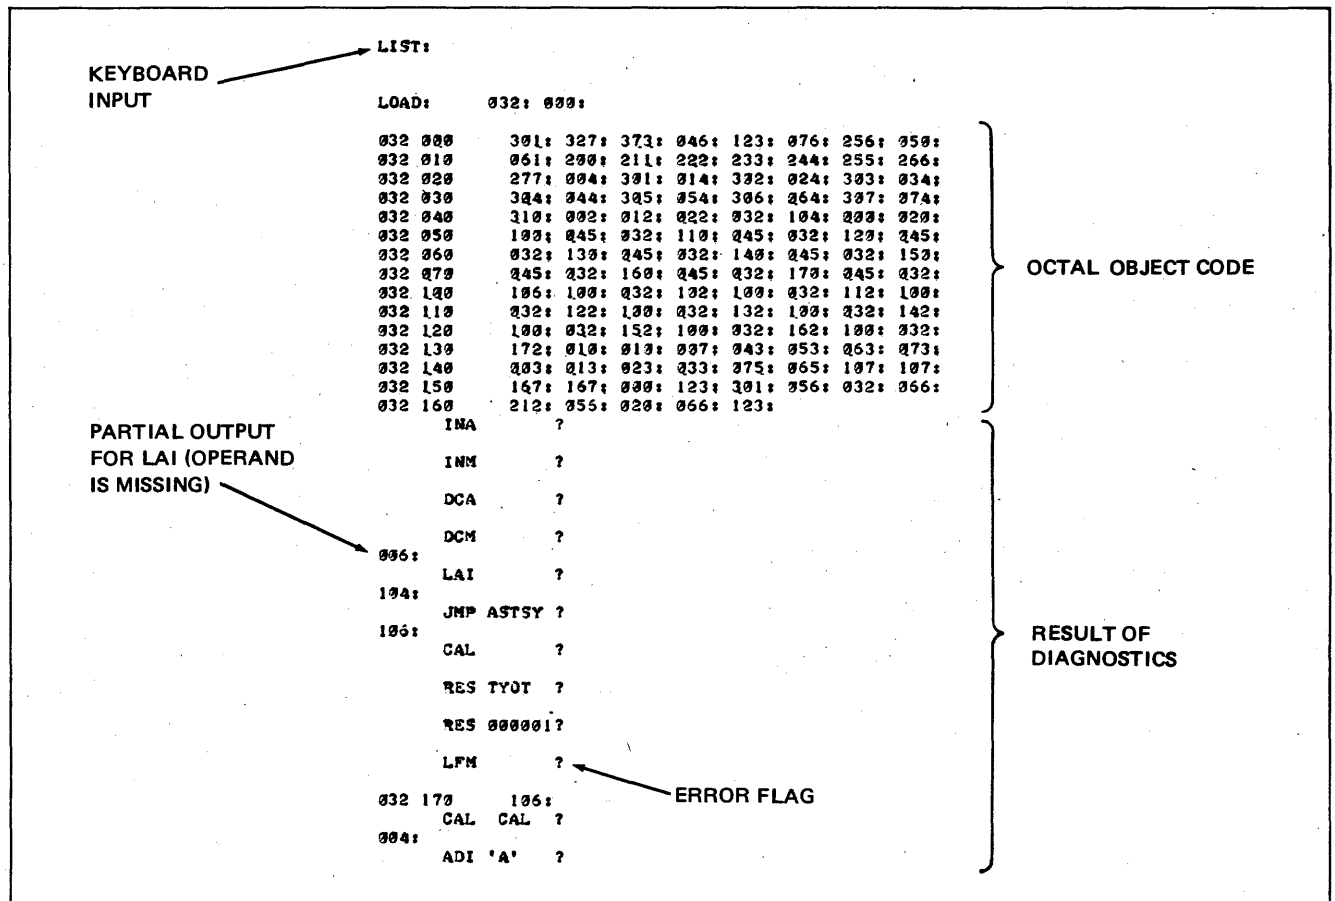 LIST:
KEYBOARD
INPUT
LOAD: 032: 000:
032 000 301: 327: 373: 046: 123: 076: 256: 050:
032 010 061: 200: 211: 222: 233: 244: 255: 266:
032 020 277: 004: 301: 014: 302: 024: 303: 034:
032 030 304: 044: 305: 054: 306: 064: 307: 074:
032 040 310: 002: 012: 022: 032: 104: 000: 020:
032 050 100: 045: 032: 110: 045: 032: 120: 045:
032 060 032: 130: 045: 032: 140: 045: 032: 150:
032 070 045: 032: 160: 045: 032: 170: 045: 032:
032 100 106: 100: 032: 102: 100: 032: 112: 100:
032 110 032: 122: 100: 032: 132: 100: 032: 142:
032 120 100: 032: 152: 100: 032: 162: 100: 032:
032 130 172: 010: 010: 007: 043: 053: 063: 073:
032 140 003: 013: 023: 033: 075: 065: 107: 107:
032 150 167: 167: 000: 123: 301: 056: 032: 066:
032 160 212: 056: 020: 066: 123:
OCTAL OBJECT CODE
PARTIAL OUTPUT
FOR LAI (OPERAND
IS MISSING)
INA ?
INM ?
DCA ?
DCM ?
006:
LAI ?
104:
JMP ASTSY ?
106:
CAL ?
RES TYOT ?
RES 000001?
LFM ?
ERROR FLAG
032 170 106:
CAL CAL ?
004:
ADI 'A' ?
RESULT OF
DIAGNOSTICS